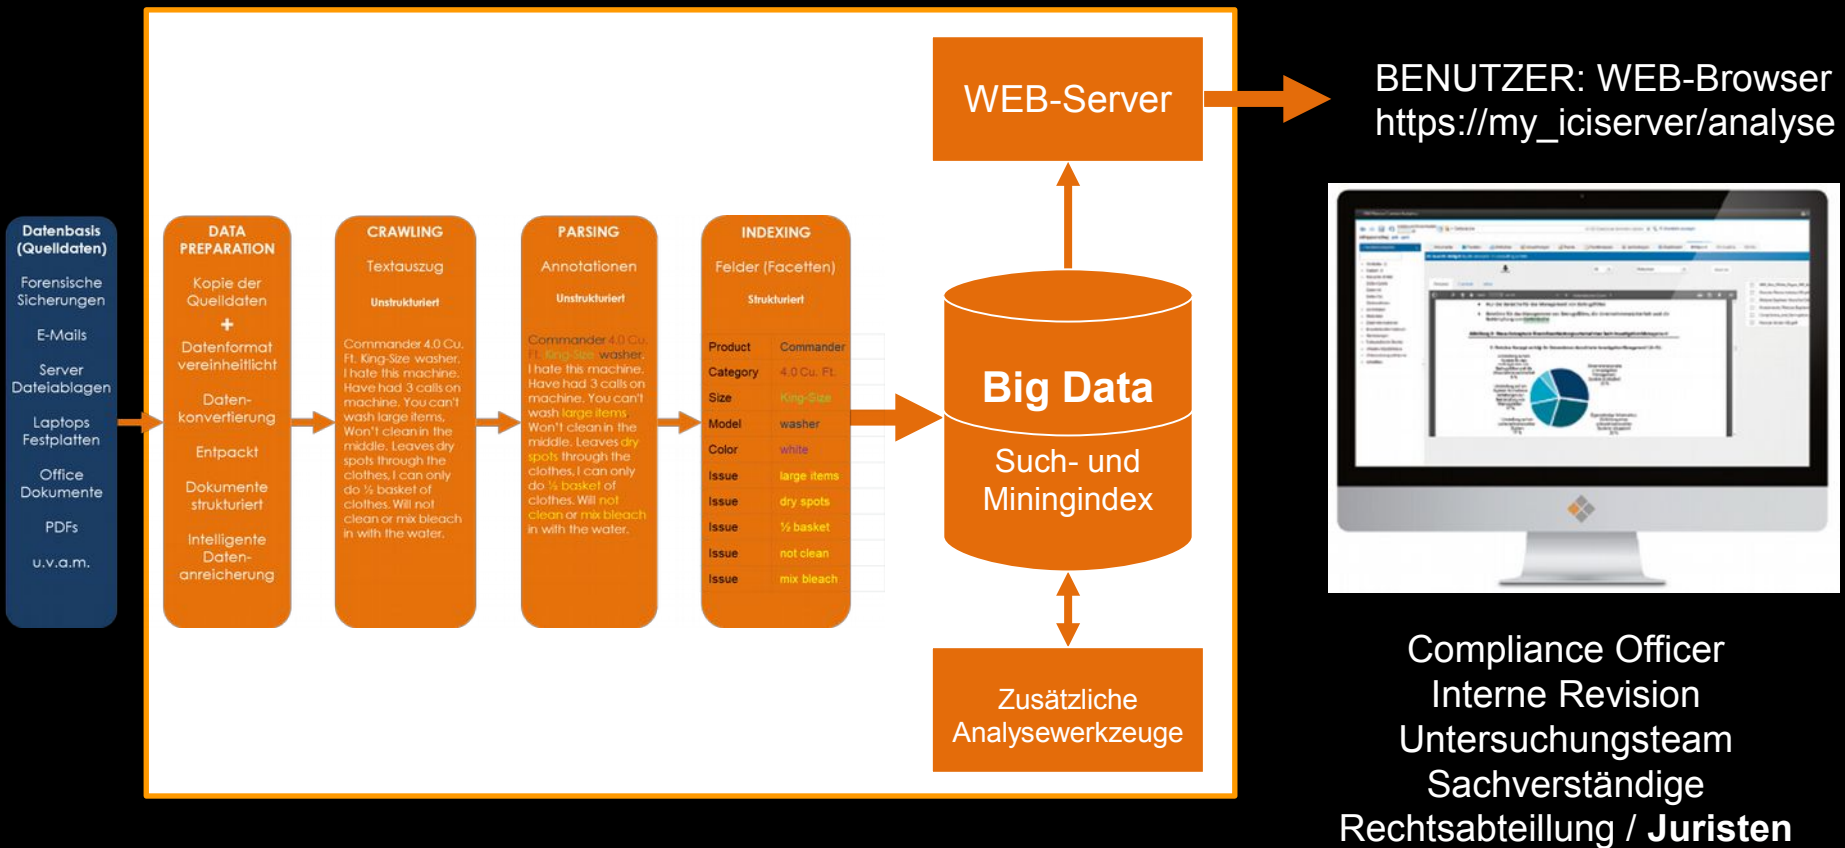 Datenbasis
(Quelldaten)
Forensische
Sicherungen
E-Mails
Server
Dateiablagen
Laptops
Festplatten
Office
Dokumente
PDFs
u.v.a.m.
DATA
PREPARATION
Kopie der
Quelldaten
+
Datenformat
vereinheitlicht
Daten-
konvertierung
Entpackt
Dokumente
strukturiert
Intelligente
Daten-
anreicherung
CRAWLING
Textauszug
Unstrukturiert
Commander 4.0 Cu.
Ft. King-Size washer.
I hate this machine.
Have had 3 calls on
machine. You can't
wash large items,
Won't clean in the
middle. Leaves dry
spots through the
clothes, I can only
do ½ basket of
clothes. Will not
clean or mix bleach
in with the water.
PARSING
Annotationen
Unstrukturiert
Commander 4.0 Cu.
Ft. King-Size washer.
I hate this machine.
Have had 3 calls on
machine. You can't
wash large items.
Won't clean in the
middle. Leaves dry
spots through the
clothes, I can only
do ½ basket of
clothes. Will not
clean or mix bleach
in with the water.
INDEXING
Felder (Facetten)
Strukturiert
Product Commander
Category 4.0 Cu. Ft.
Size King-Size
Model washer
Color white
Issue large items
Issue dry spots
Issue ½ basket
Issue not clean
Issue mix bleach
WEB-Server
Big Data
Such- und
Miningindex
Zusätzliche
Analysewerkzeuge
BENUTZER: WEB-Browser
https://my_iciserver/analyse
Compliance Officer
Interne Revision
Untersuchungsteam
Sachverständige
Rechtsabteillung / Juristen